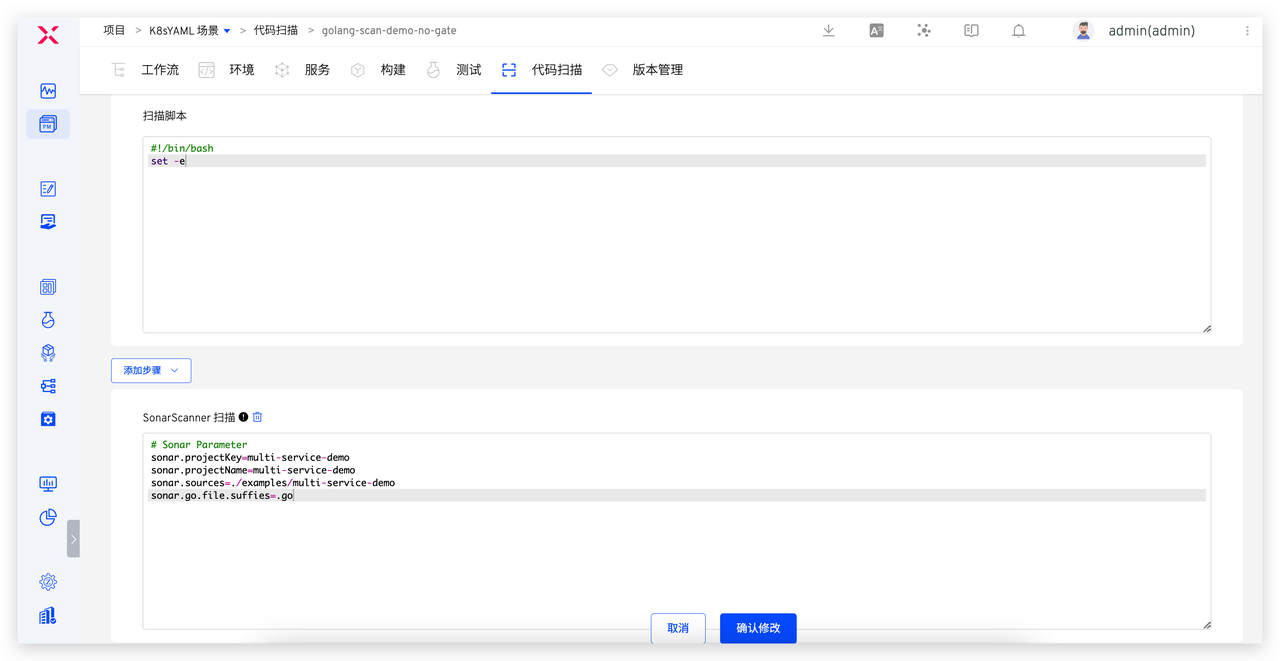 项目 > K8sYAML 场景 > 代码扫描 > golang-scan-demo-no-gate
admin(admin)
工作流 环境 服务 构建 测试 代码扫描 版本管理
扫描脚本
#!/bin/bash
set -e
添加步骤
SonarScanner 扫描
# Sonar Parameter
sonar.projectKey=multi-service-demo
sonar.projectName=multi-service-demo
sonar.sources=./examples/multi-service-demo
sonar.go.file.suffies=.go
取消 确认修改